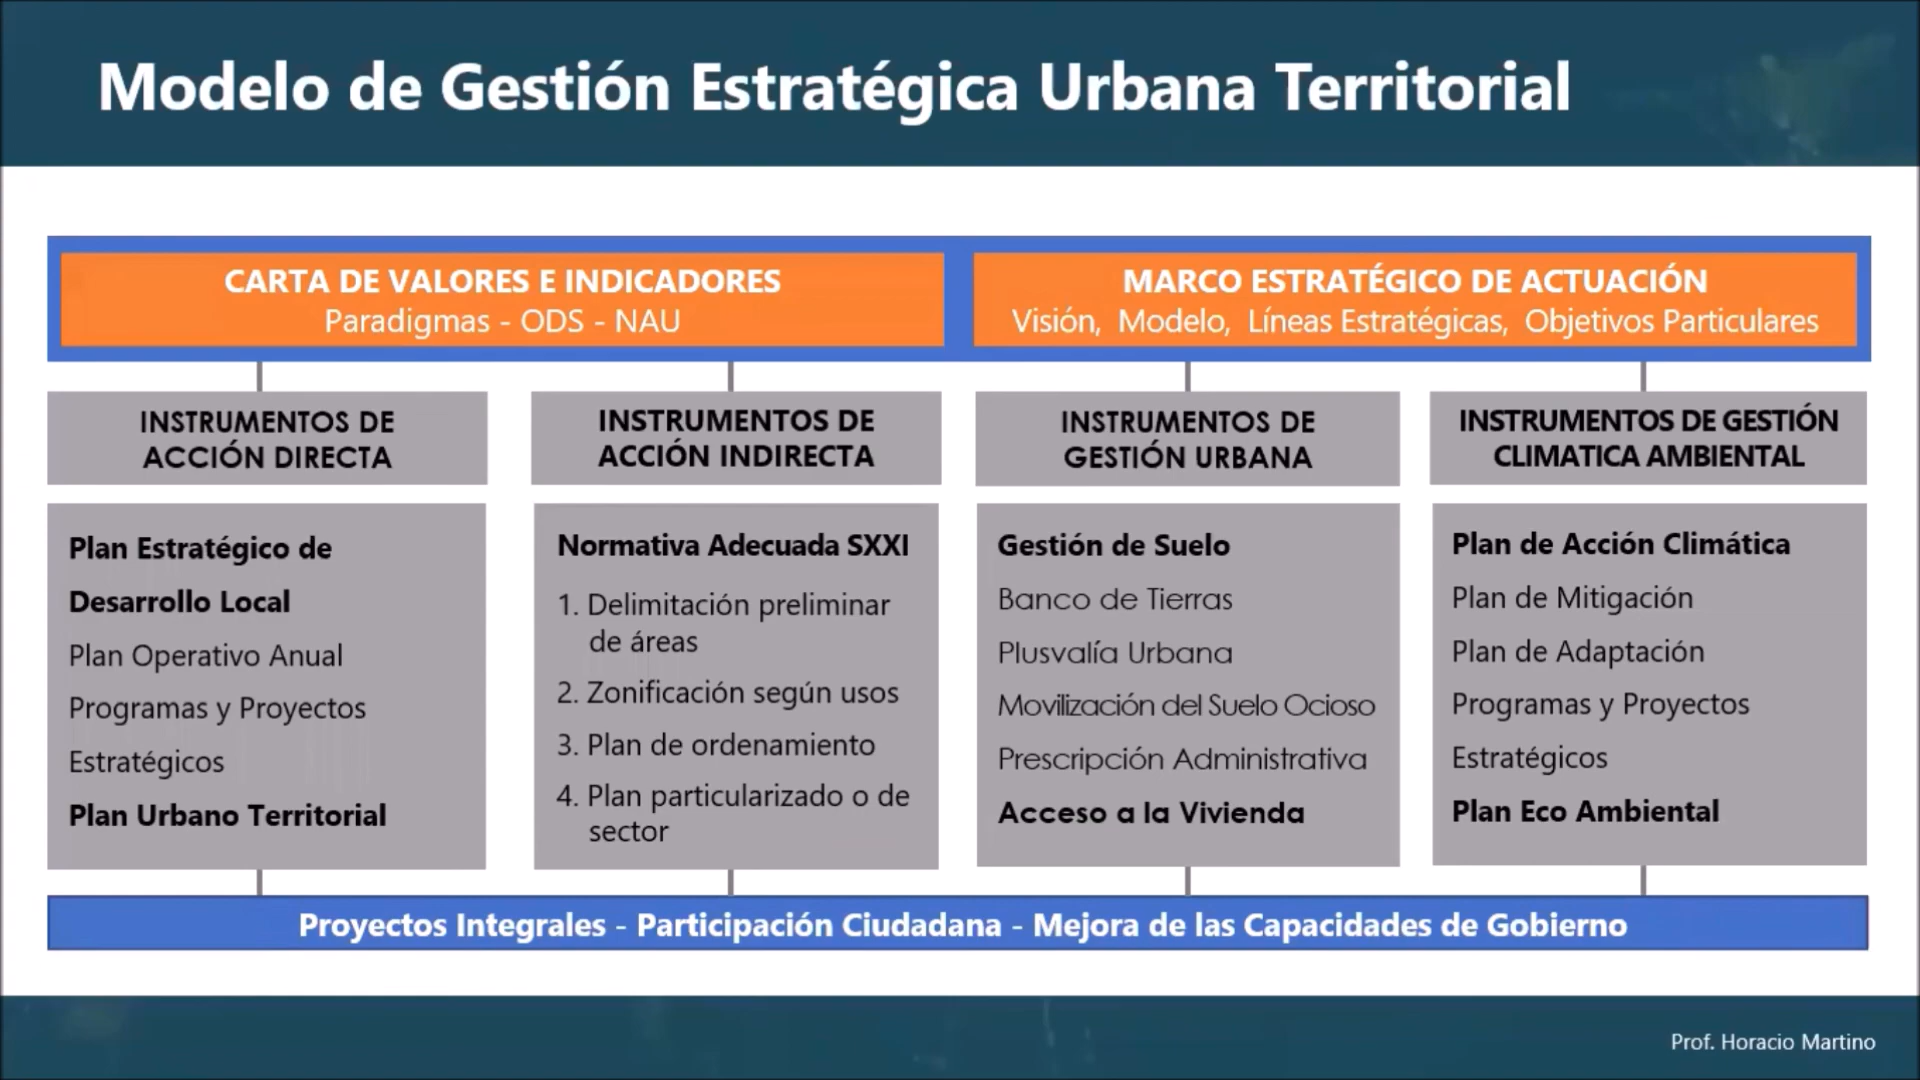 Modelo de Gestión Estratégica Urbana Territorial
CARTA DE VALORES E INDICADORES
Paradigmas - ODS - NAU
MARCO ESTRATÉGICO DE ACTUACIÓN
Visión, Modelo, Líneas Estratégicas, Objetivos Particulares
INSTRUMENTOS DE
ACCIÓN DIRECTA
Plan Estratégico de
Desarrollo Local
Plan Operativo Anual
Programas y Proyectos
Estratégicos
Plan Urbano Territorial
INSTRUMENTOS DE
ACCIÓN INDIRECTA
Normativa Adecuada SXXI
1. Delimitación preliminar
de áreas
2. Zonificación según usos
3. Plan de ordenamiento
4. Plan particularizado o de
sector
INSTRUMENTOS DE
GESTIÓN URBANA
Gestión de Suelo
Banco de Tierras
Plusvalía Urbana
Movilización del Suelo Ocioso
Prescripción Administrativa
Acceso a la Vivienda
INSTRUMENTOS DE GESTIÓN
CLIMATICA AMBIENTAL
Plan de Acción Climática
Plan de Mitigación
Plan de Adaptación
Programas y Proyectos
Estratégicos
Plan Eco Ambiental
Proyectos Integrales - Participación Ciudadana - Mejora de las Capacidades de Gobierno
Prof. Horacio Martino